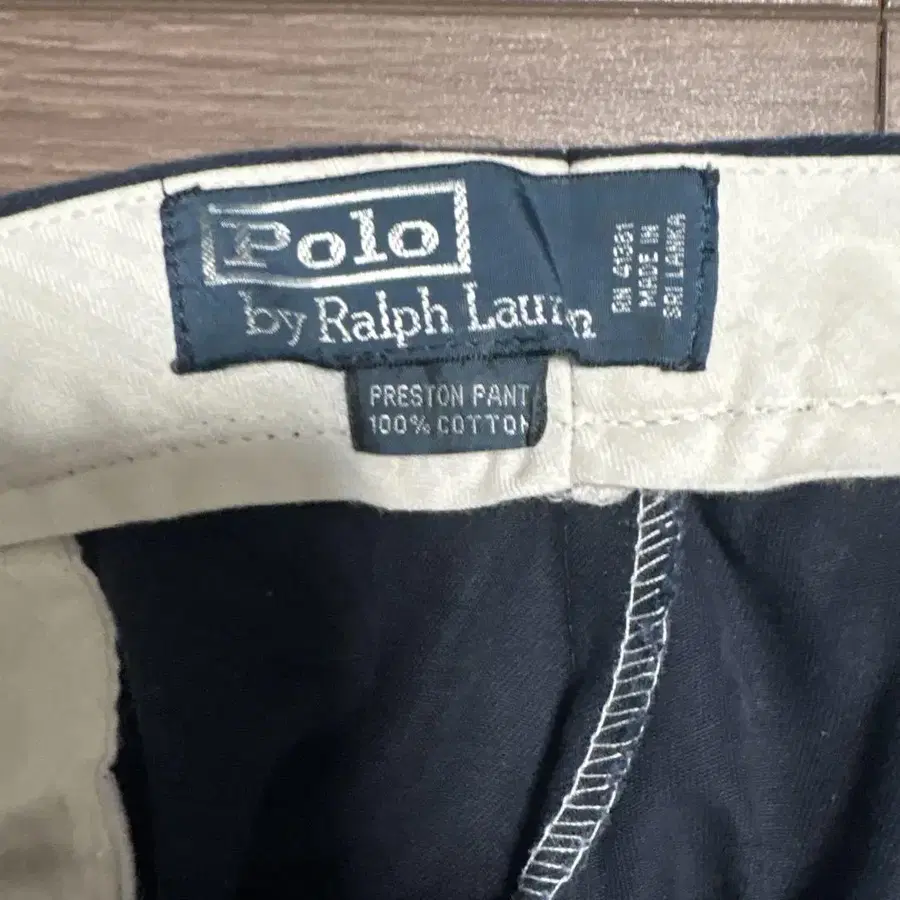 Polo
by Ralph Lauren
RN 41381
MADE IN
SRI LANKA
PRESTON PANT
100% COTTON